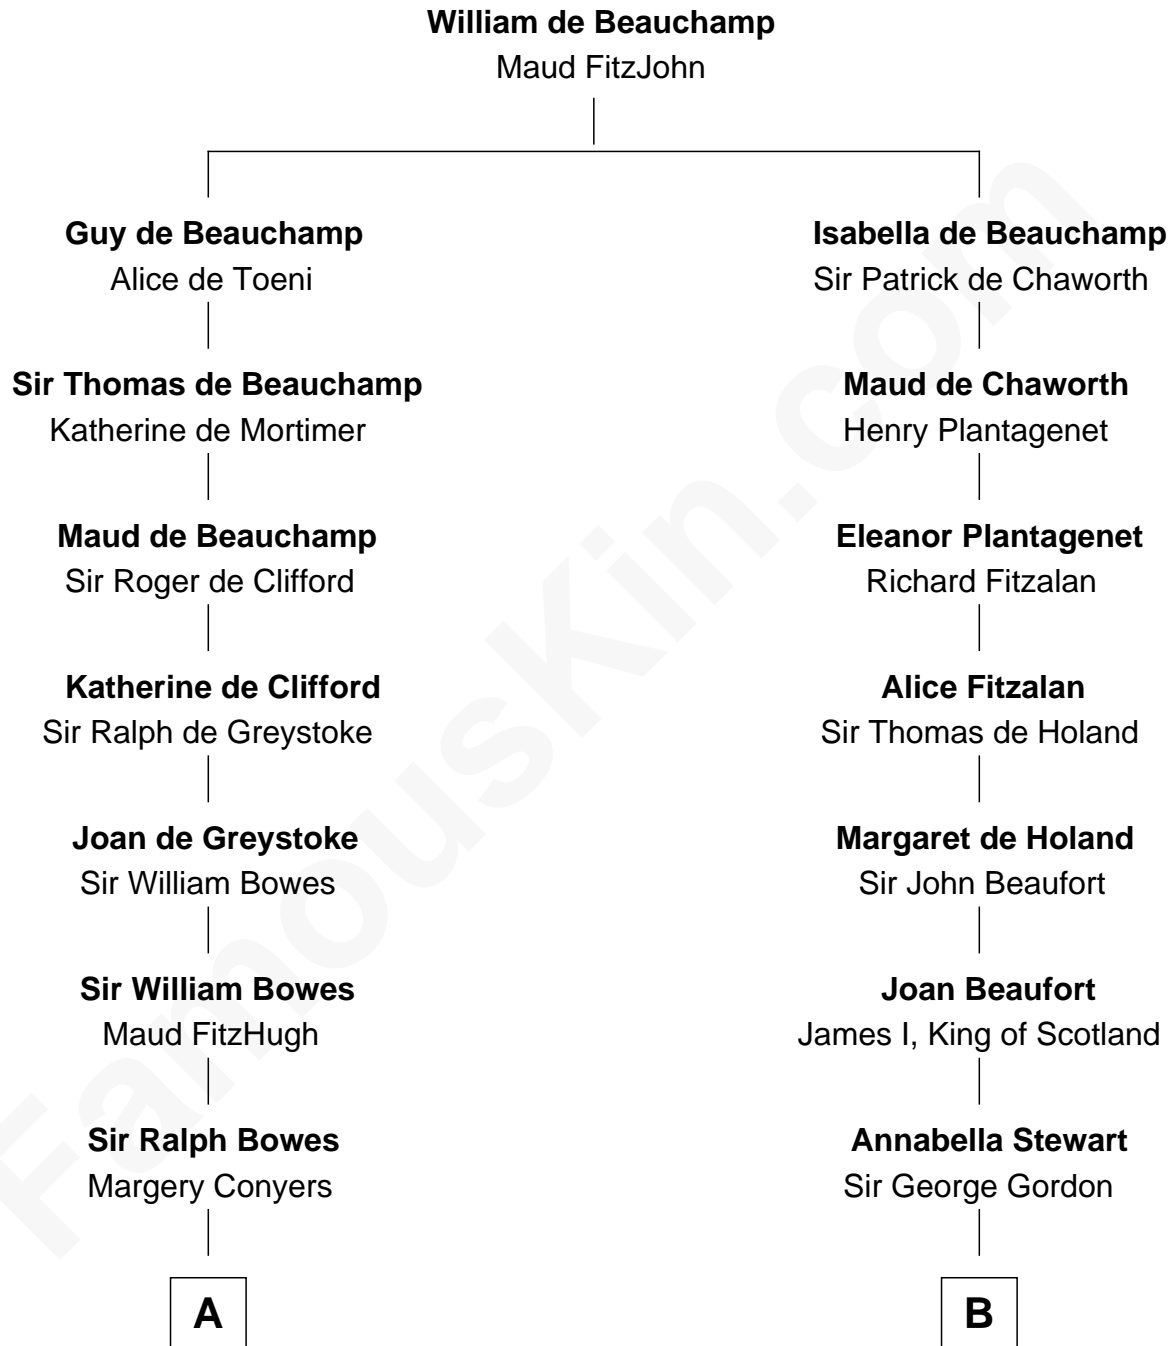 William de Beauchamp
Maud FitzJohn
Guy de Beauchamp
Alice de Toeni
Isabella de Beauchamp
Sir Patrick de Chaworth
Sir Thomas de Beauchamp
Katherine de Mortimer
Maud de Chaworth
Henry Plantagenet
Maud de Beauchamp
Sir Roger de Clifford
Eleanor Plantagenet
Richard Fitzalan
Katherine de Clifford
Sir Ralph de Greystoke
Alice Fitzalan
Sir Thomas de Holand
Joan de Greystoke
Sir William Bowes
Margaret de Holand
Sir John Beaufort
Sir William Bowes
Maud FitzHugh
Joan Beaufort
James I, King of Scotland
Sir Ralph Bowes
Margery Conyers
Annabella Stewart
Sir George Gordon
A
B
FamousKin.com